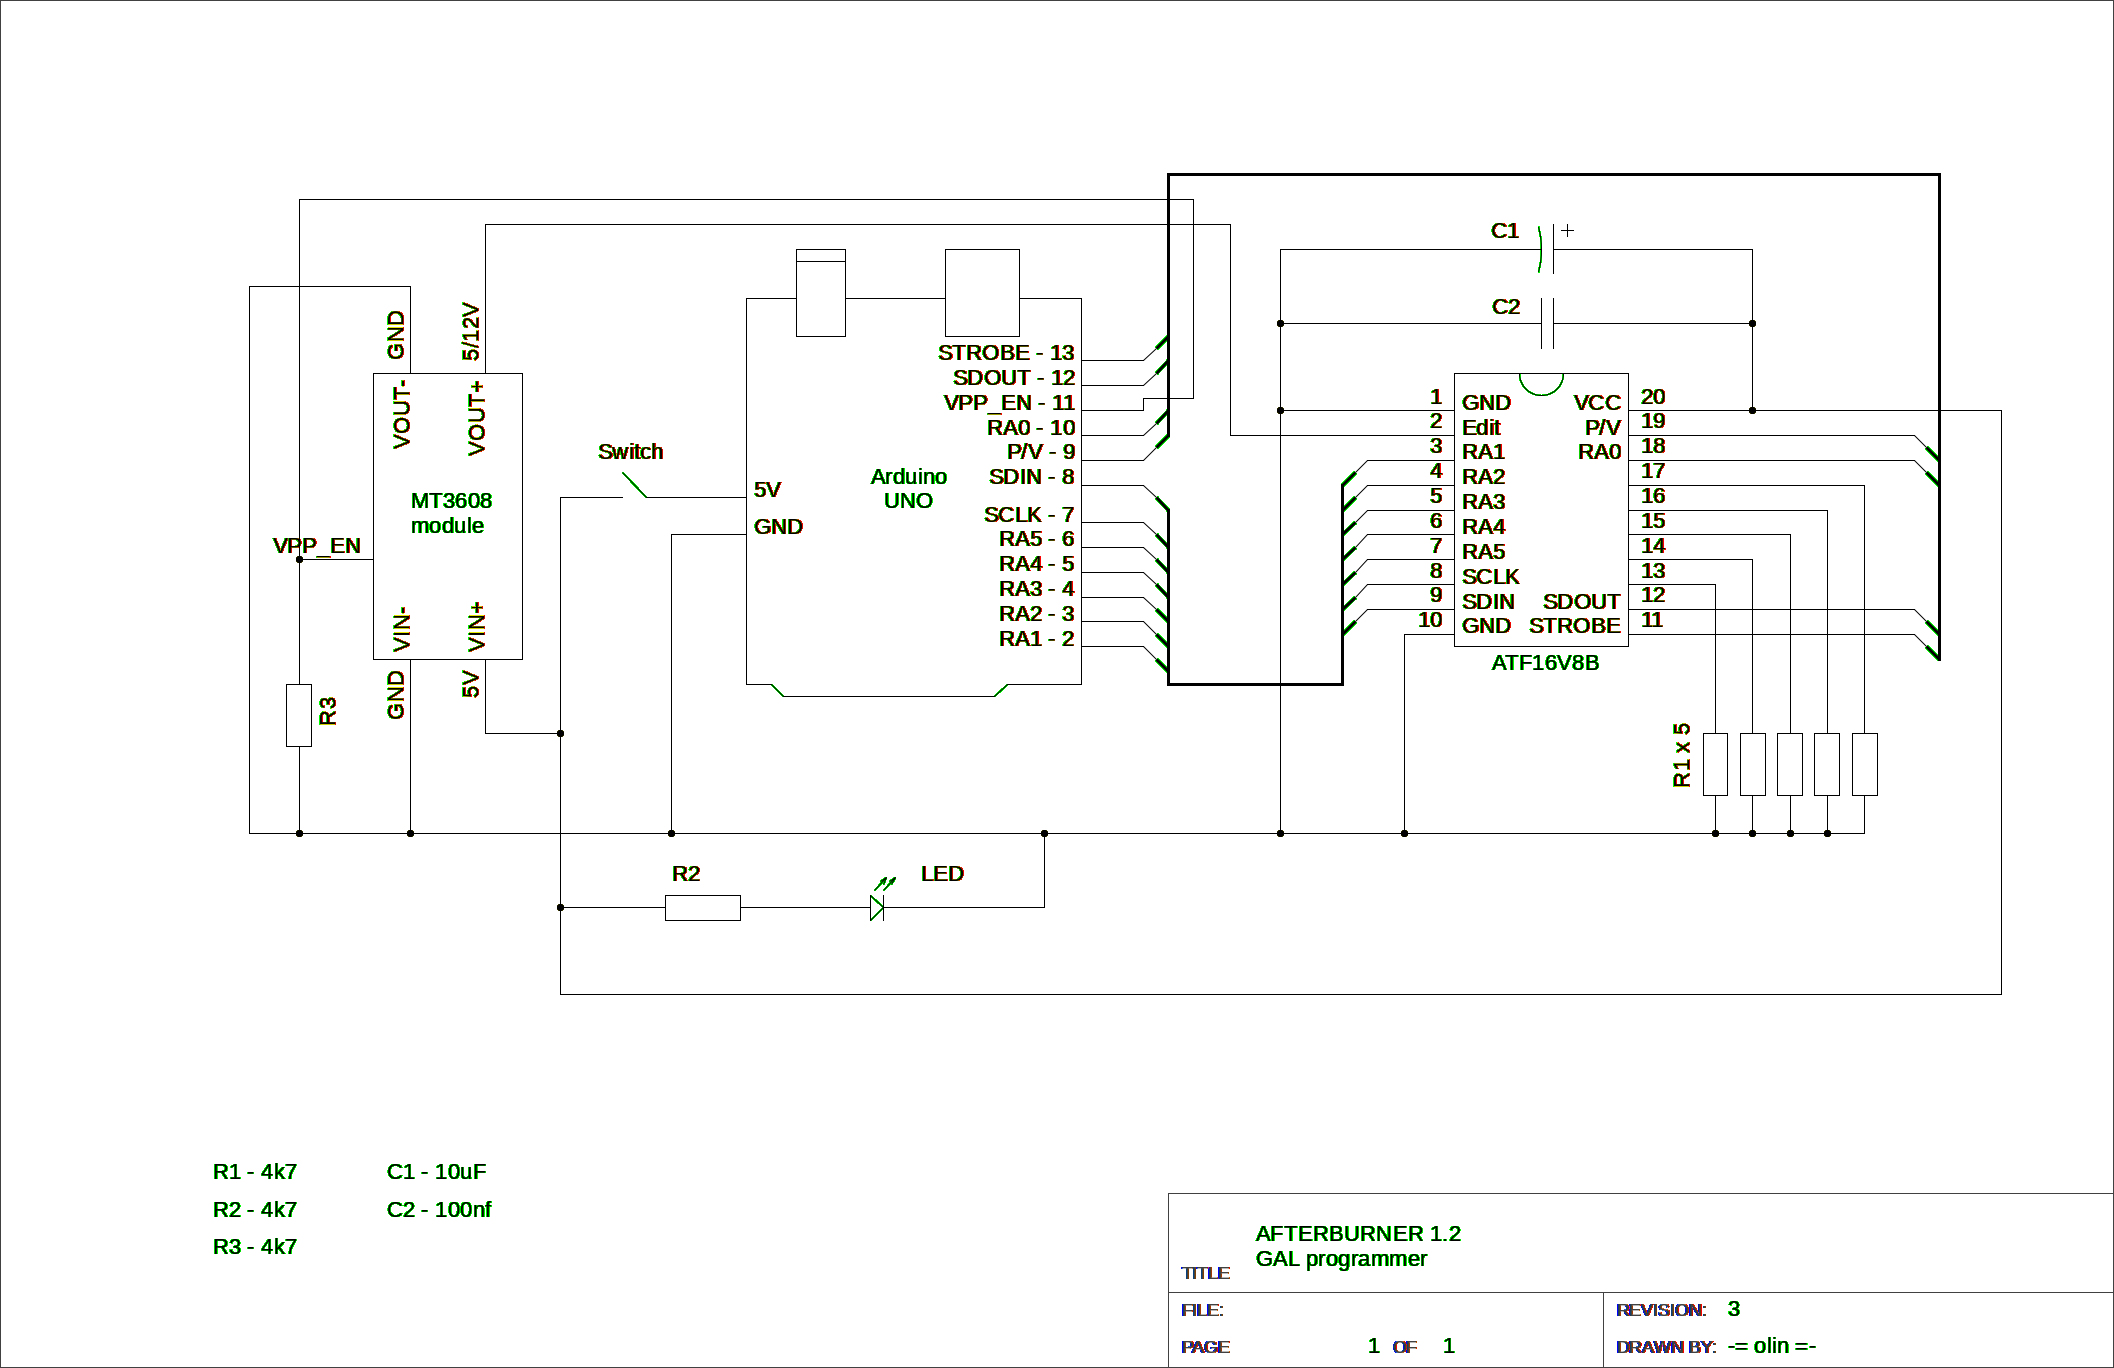 C1 +
C2
GND
5/12V
VOUT-
VOUT+
MT3608
module
VPP_EN
VIN-
VIN+
GND
5V
R3
Switch
5V
GND
Arduino
UNO
STROBE - 13
SDOUT - 12
VPP_EN - 11
RA0 - 10
P/V - 9
SDIN - 8
SCLK - 7
RA5 - 6
RA4 - 5
RA3 - 4
RA2 - 3
RA1 - 2
1 GND VCC 20
2 Edit P/V 19
3 RA1 RA0 18
4 RA2 17
5 RA3 16
6 RA4 15
7 RA5 14
8 SCLK 13
9 SDIN SDOUT 12
10 GND STROBE 11
ATF16V8B
R1 x 5
R2
LED
R1 - 4k7 C1 - 10uF
R2 - 4k7 C2 - 100nf
R3 - 4k7
AFTERBURNER 1.2
GAL programmer
TITLE
FILE:
REVISION: 3
PAGE 1 OF 1
DRAWN BY: -= olin =-